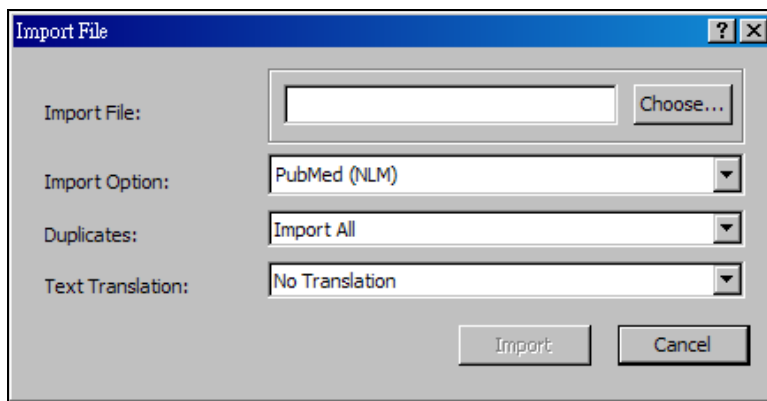 Import File
?
Import File:
Choose...
Import Option:
PubMed (NLM)
Duplicates:
Import All
Text Translation:
No Translation
Import
Cancel